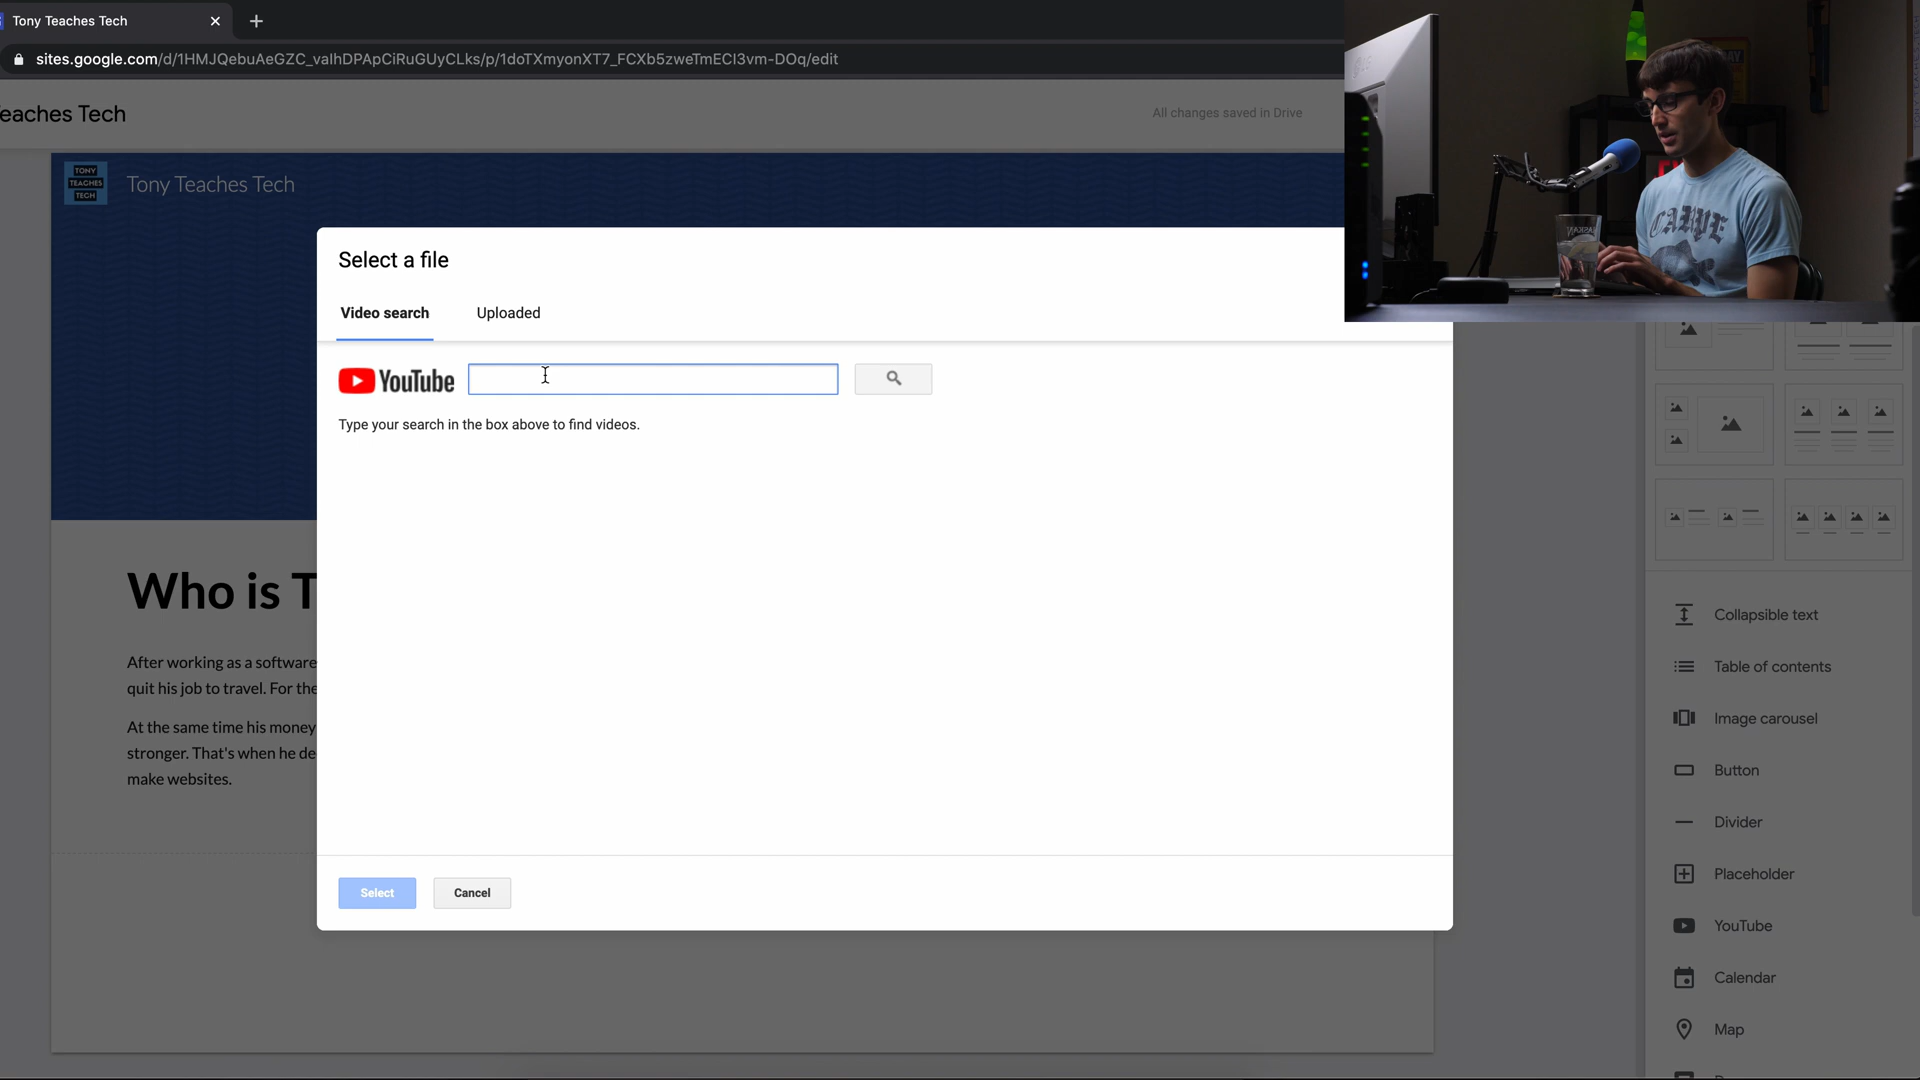 Tony Teaches Tech
sites.google.com/d/1HMJQebuAeGZC_vaIhDPApCiRuGUyCLks/p/1doTXmyonXT7_FCXb5zweTmECI3vm-DOq/edit
eaches Tech
All changes saved in Drive
TONY
TEACHES
TECH
Tony Teaches Tech
Select a file
Video search
Uploaded
YouTube
Type your search in the box above to find videos.
Who is T
After working as a software
quit his job to travel. For the
At the same time his money
stronger. That's when he de
make websites.
Select
Cancel
Collapsible text
Table of contents
Image carousel
Button
Divider
Placeholder
YouTube
Calendar
Map
CARPE